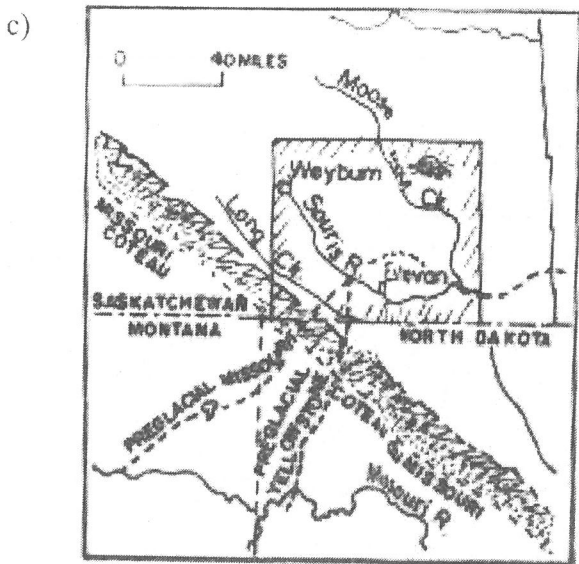 c)
0 40 MILES
Moose
Mtn
Ck.
Weyburn
Souris R.
Long Ck.
Estevan
MISSOURI
COTEAU
SASKATCHEWAN
MONTANA
NORTH DAKOTA
PREGLACIAL MISSOURI
PREGLACIAL
YELLOWSTONE
COTEAU
MISSOURI
Missouri R.